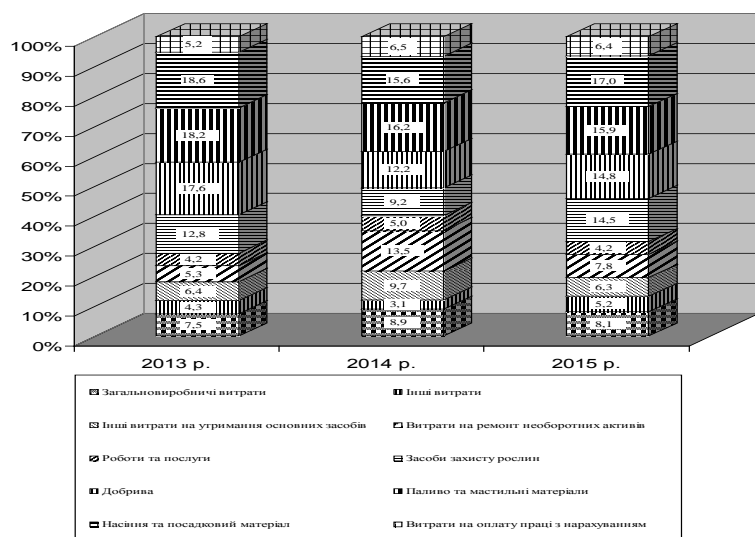 100%
90%
80%
70%
60%
50%
40%
30%
20%
10%
0%
5,2 6,5 6,4
18,6 15,6 17,0
18,2 16,2 15,9
17,6 12,2 14,8
12,8 9,2 14,5
4,2 5,0 4,2
5,3 13,5 7,8
6,4 9,7 6,3
4,3 3,1 5,2
7,5 8,9 8,1
2013 р. 2014 р. 2015 р.
Загальновиробничі витрати Інші витрати
Інші витрати на утримання основних засобів Витрати на ремонт необоротних активів
Роботи та послуги Засоби захисту рослин
Добрива Паливо та мастильні матеріали
Насіння та посадковий матеріал Витрати на оплату праці з нарахуванням